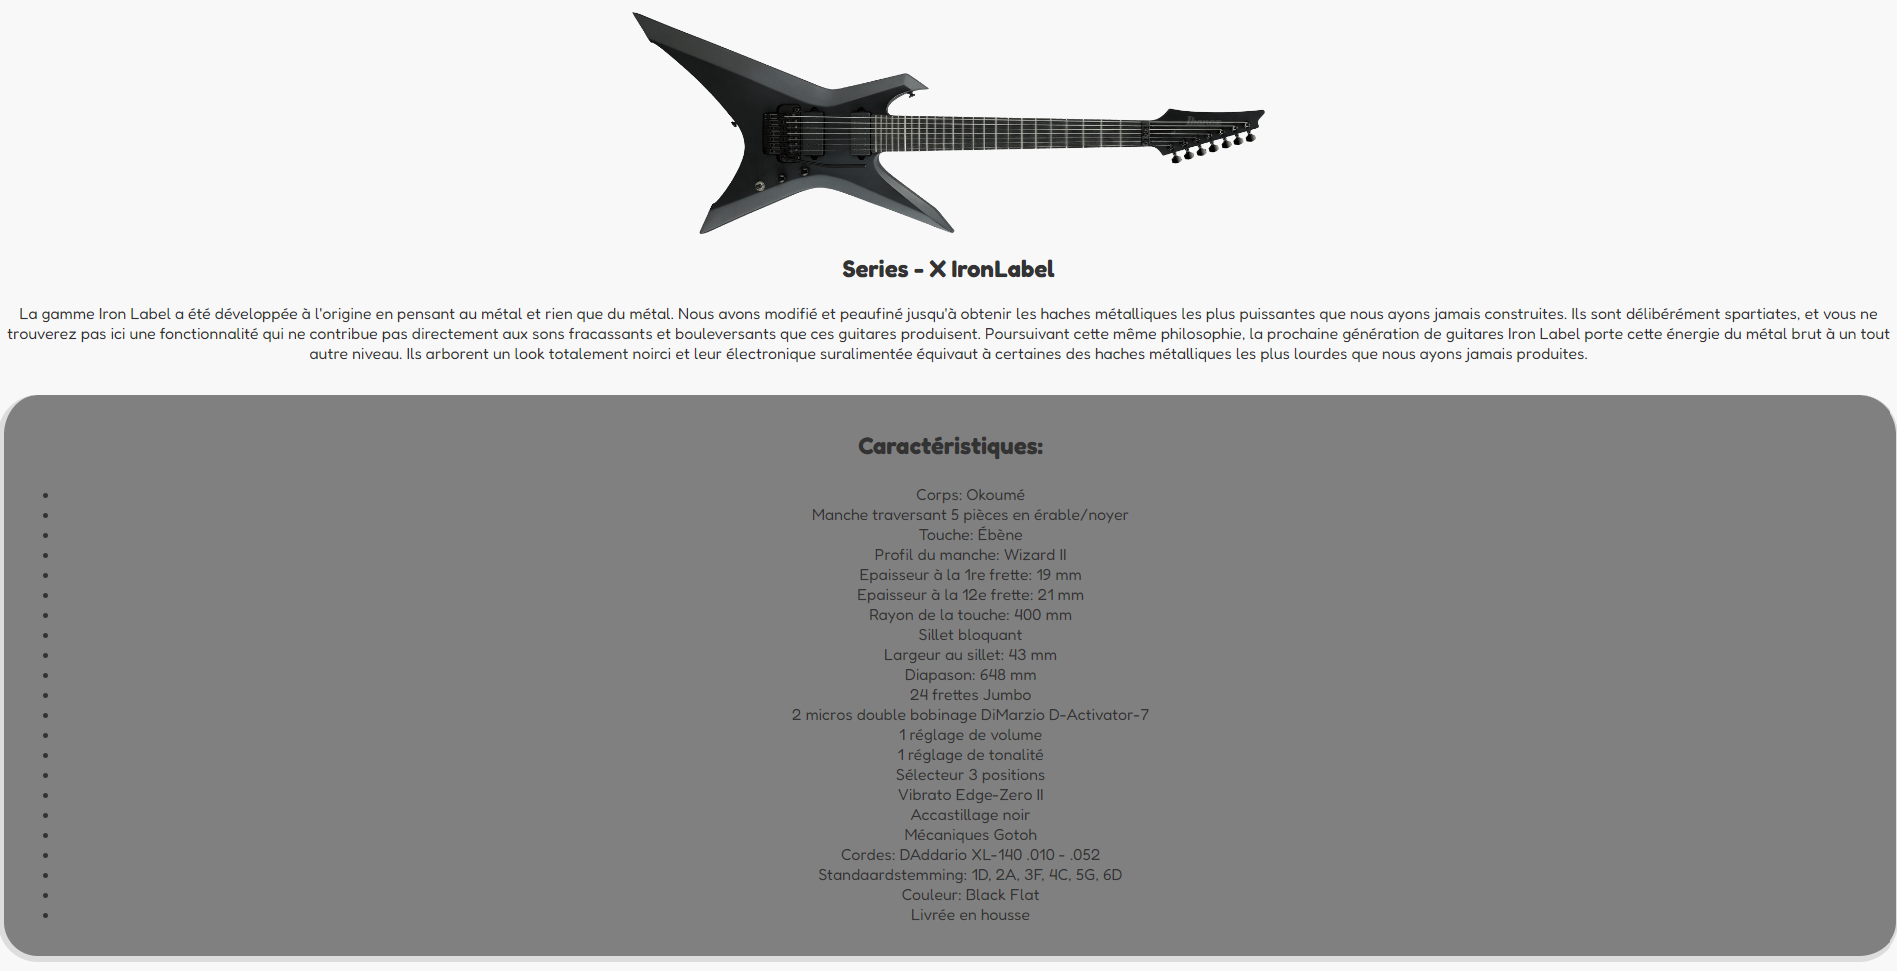 Ibanez
Series - X IronLabel
La gamme Iron Label a été développée à l'origine en pensant au métal et rien que du métal. Nous avons modifié et peaufiné jusqu'à obtenir les haches métalliques les plus puissantes que nous ayons jamais construites. Ils sont délibérément spartiates, et vous ne
trouverez pas ici une fonctionnalité qui ne contribue pas directement aux sons fracassants et bouleversants que ces guitares produisent. Poursuivant cette même philosophie, la prochaine génération de guitares Iron Label porte cette énergie du métal brut à un tout
autre niveau. Ils arborent un look totalement noirci et leur électronique suralimentée équivaut à certaines des haches métalliques les plus lourdes que nous ayons jamais produites.
Caractéristiques:
Corps: Okoumé
Manche traversant 5 pièces en érable/noyer
Touche: Ébène
Profil du manche: Wizard II
Epaisseur à la 1re frette: 19 mm
Epaisseur à la 12e frette: 21 mm
Rayon de la touche: 400 mm
Sillet bloquant
Largeur au sillet: 43 mm
Diapason: 648 mm
24 frettes Jumbo
2 micros double bobinage DiMarzio D-Activator-7
1 réglage de volume
1 réglage de tonalité
Sélecteur 3 positions
Vibrato Edge-Zero II
Accastillage noir
Mécaniques Gotoh
Cordes: DAddario XL-140 .010 - .052
Standaardstemming: 1D, 2A, 3F, 4C, 5G, 6D
Couleur: Black Flat
Livrée en housse